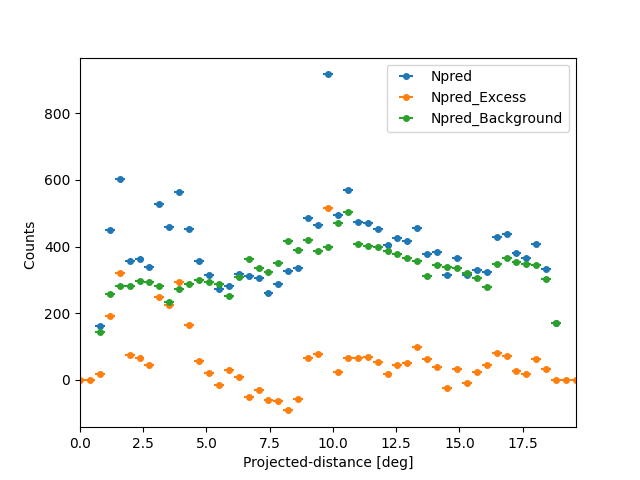 Npred
Npred_Excess
Npred_Background
Counts
800
600
400
200
0
0.0 2.5 5.0 7.5 10.0 12.5 15.0 17.5
Projected-distance [deg]